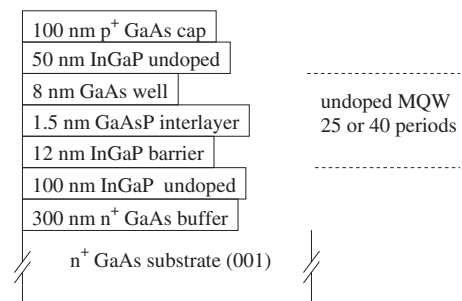 100 nm p+ GaAs cap
50 nm InGaP undoped
8 nm GaAs well
1.5 nm GaAsP interlayer
12 nm InGaP barrier
100 nm InGaP undoped
300 nm n+ GaAs buffer
n+ GaAs substrate (001)
undoped MQW
25 or 40 periods